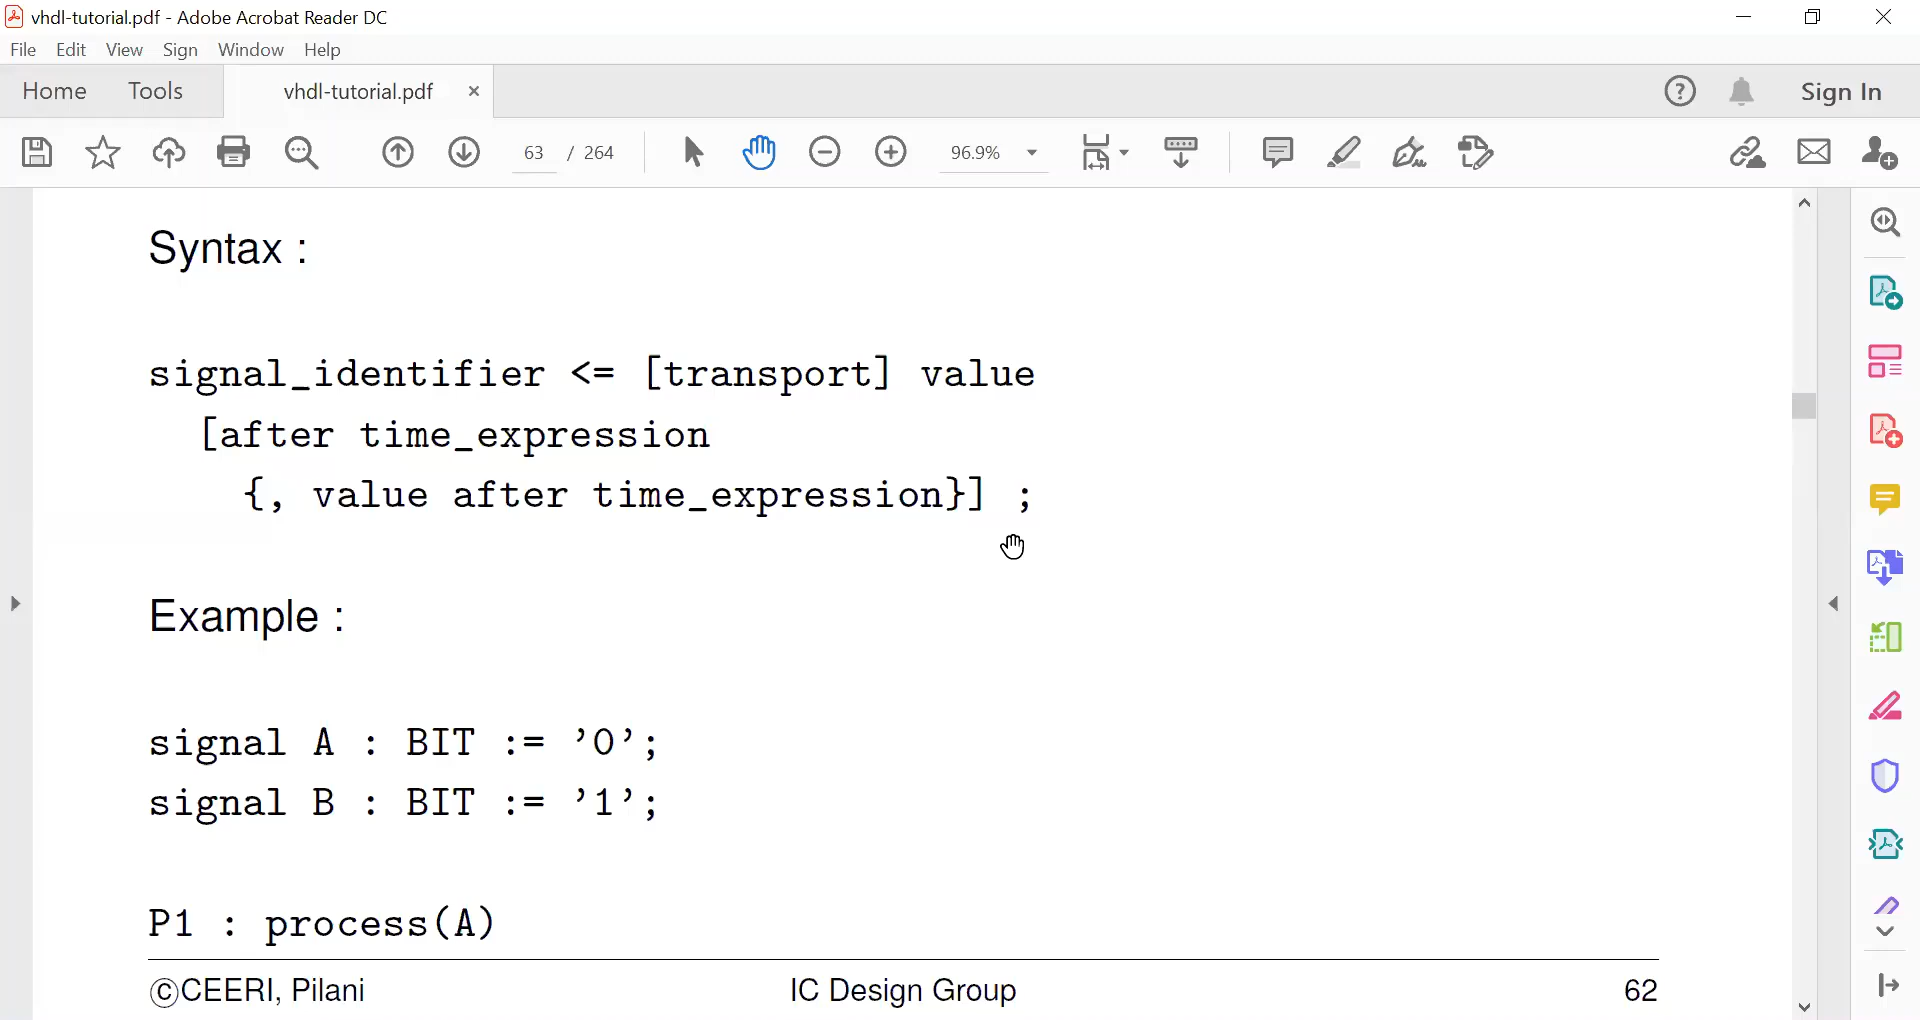 vhdl-tutorial.pdf - Adobe Acrobat Reader DC
File Edit View Sign Window Help
Home Tools vhdl-tutorial.pdf × Sign In
63 / 264 96.9%
Syntax :
signal_identifier <= [transport] value
[after time_expression
{, value after time_expression}] ;
Example :
signal A : BIT := ’0’;
signal B : BIT := ’1’;
P1 : process(A)
©CEERI, Pilani IC Design Group 62